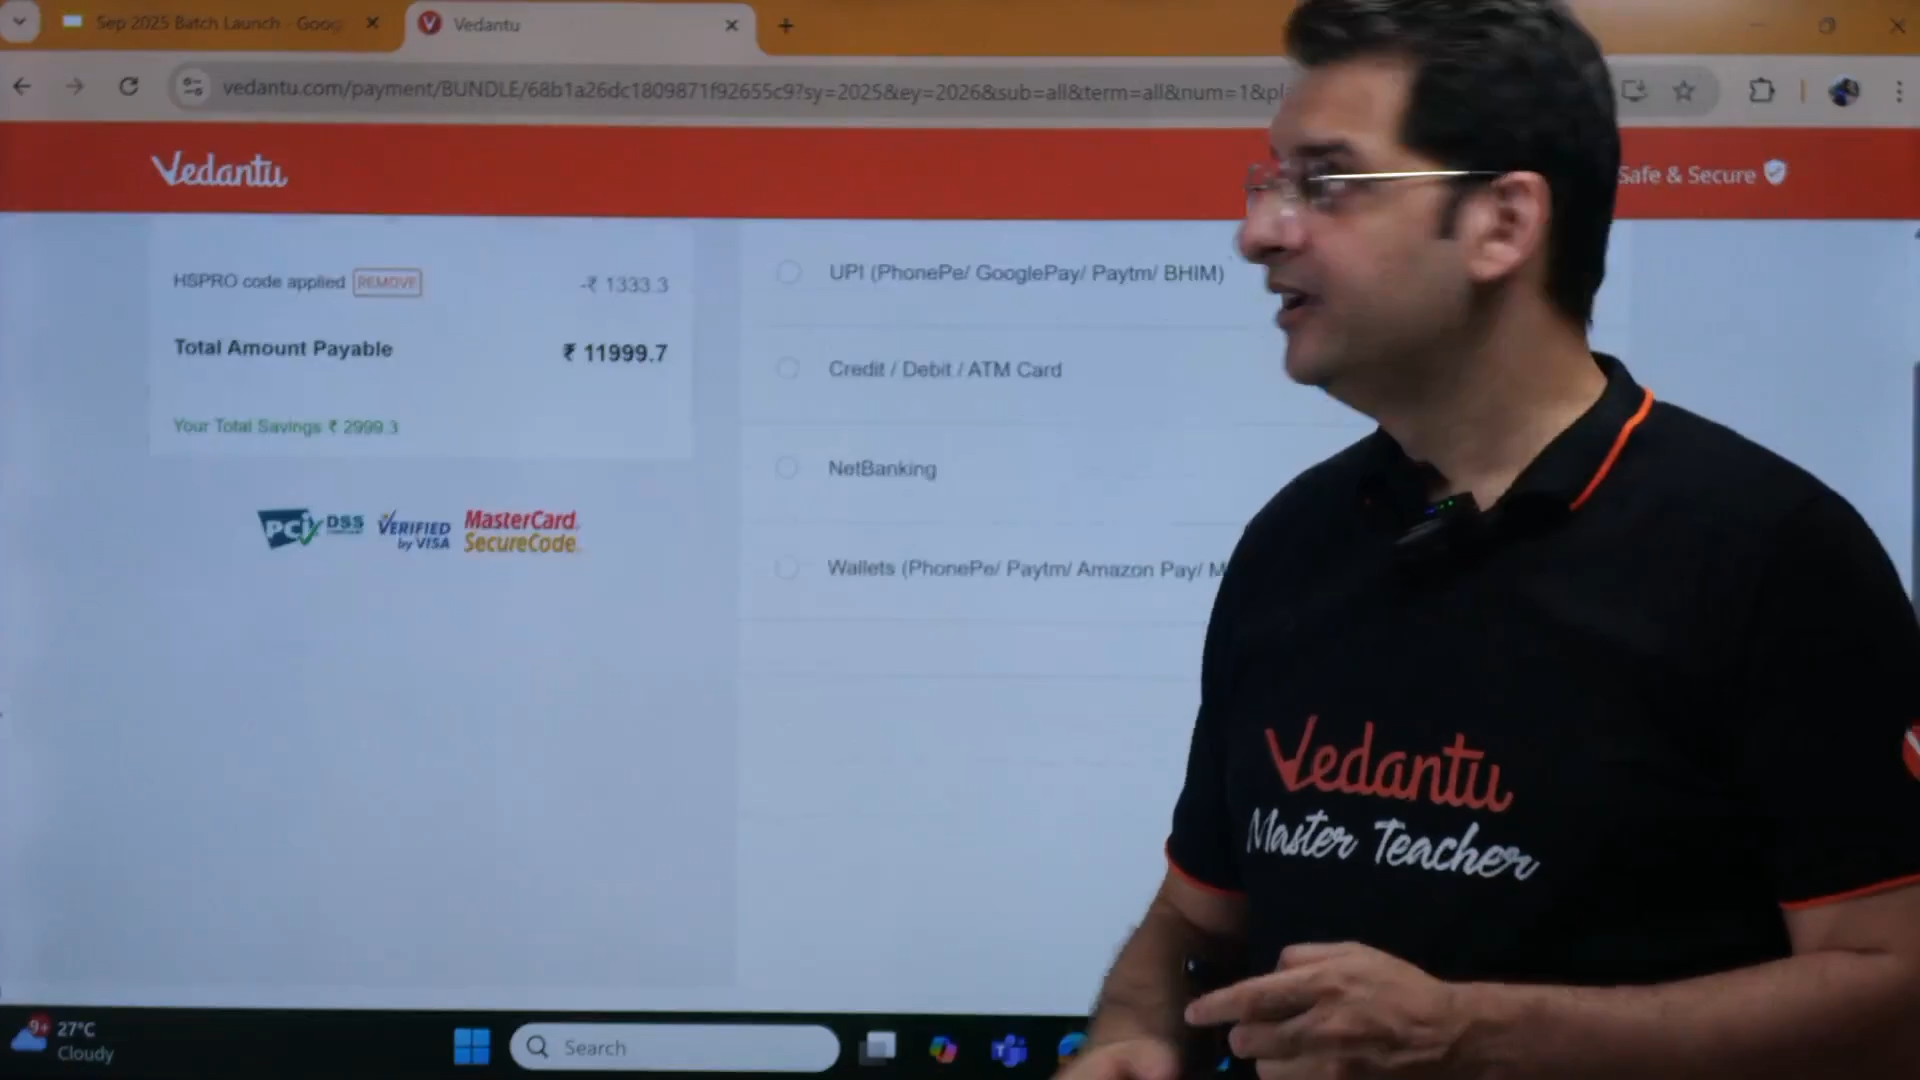 Sep 2025 Batch Launch - Goog
Vedantu
vedantu.com/payment/BUNDLE/68b1a26dc1809871f92655c9?sy=2025&ey=2026&sub=all&term=all&num=1&pl
Vedantu
Safe & Secure
HSPRO code applied REMOVE
-₹ 1333.3
Total Amount Payable
₹ 11999.7
Your Total Savings ₹ 2999.3
PCI DSS
VERIFIED by VISA
MasterCard.
SecureCode.
UPI (PhonePe/ GooglePay/ Paytm/ BHIM)
Credit / Debit / ATM Card
NetBanking
Wallets (PhonePe/ Paytm/ Amazon Pay/ M
Vedantu
Master Teacher
9+
27°C
Cloudy
Search